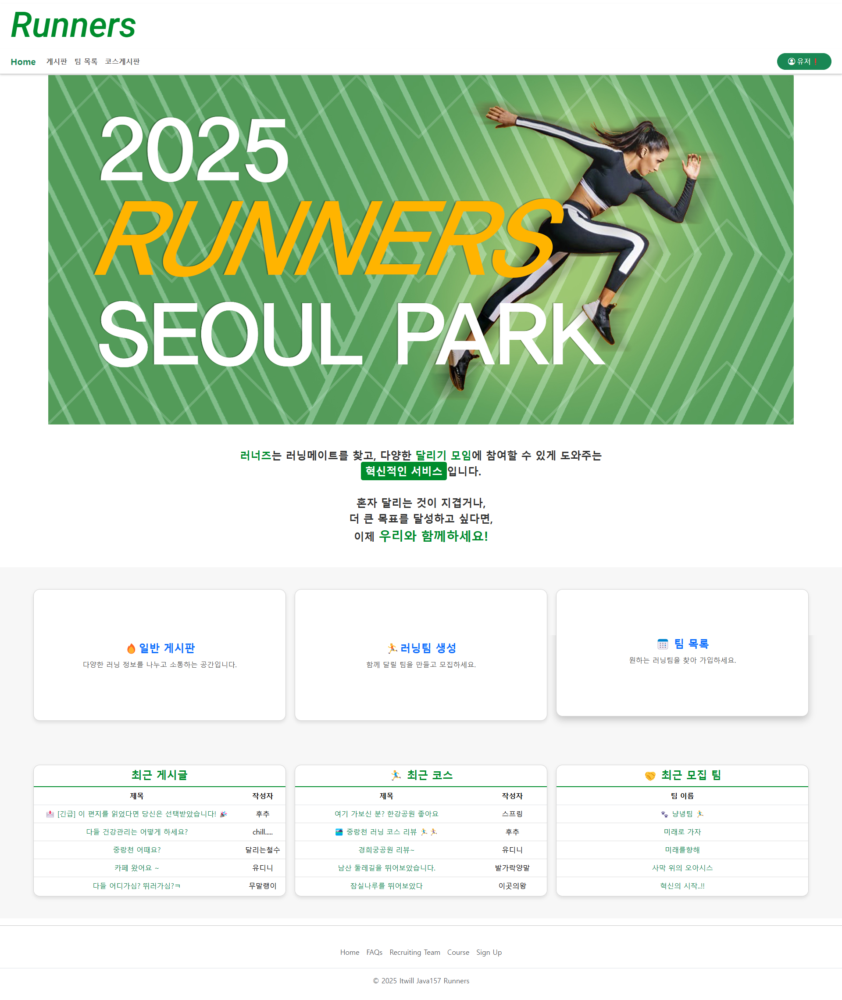 Runners
Home 게시판 팀 목록 코스게시판 유저❗
2025
RUNNERS
SEOUL PARK
러너즈는 러닝메이트를 찾고, 다양한 달리기 모임에 참여할 수 있게 도와주는
혁신적인 서비스 입니다.
혼자 달리는 것이 지겹거나,
더 큰 목표를 달성하고 싶다면,
이제 우리와 함께하세요!
🔥 일반 게시판
다양한 러닝 정보를 나누고 소통하는 공간입니다.
🏃 러닝팀 생성
함께 달릴 팀을 만들고 모집하세요.
📅 팀 목록
원하는 러닝팀을 찾아 가입하세요.
최근 게시글
제목 작성자
📩 [긴급] 이 편지를 읽었다면 당신은 선택받았습니다! 🎉 후추
다들 건강관리는 어떻게 하세요? chill.....
중랑천 어때요? 달리는철수
카페 왔어요 ~ 유디니
다들 어디가심? 뛰러가심?ㅋ 무말랭이
🏃‍♂️ 최근 코스
제목 작성자
여기 가보신 분? 한강공원 좋아요 스프링
🏞️ 중랑천 러닝 코스 리뷰 🏃‍♂️🏃 후추
경희궁공원 리뷰~ 유디니
남산 둘레길을 뛰어보았습니다. 발가락양말
잠실나루를 뛰어보았다 이곳의왕
🤝 최근 모집 팀
팀 이름
🐾 냥녕팀 🏃‍♂️
미래로 가자
미래를향해
사막 위의 오아시스
혁신의 시작..!!
Home FAQs Recruiting Team Course Sign Up
© 2025 Itwill Java157 Runners